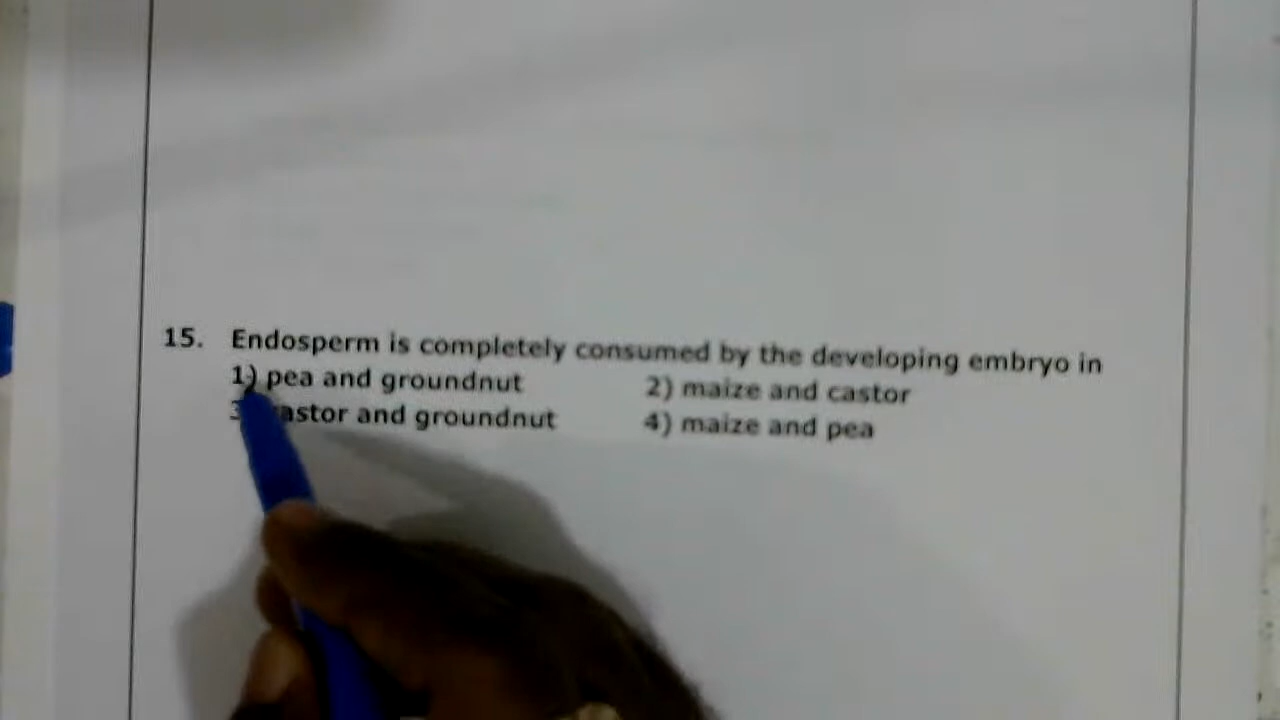 15. Endosperm is completely consumed by the developing embryo in
1) pea and groundnut 2) maize and castor
3 astor and groundnut 4) maize and pea